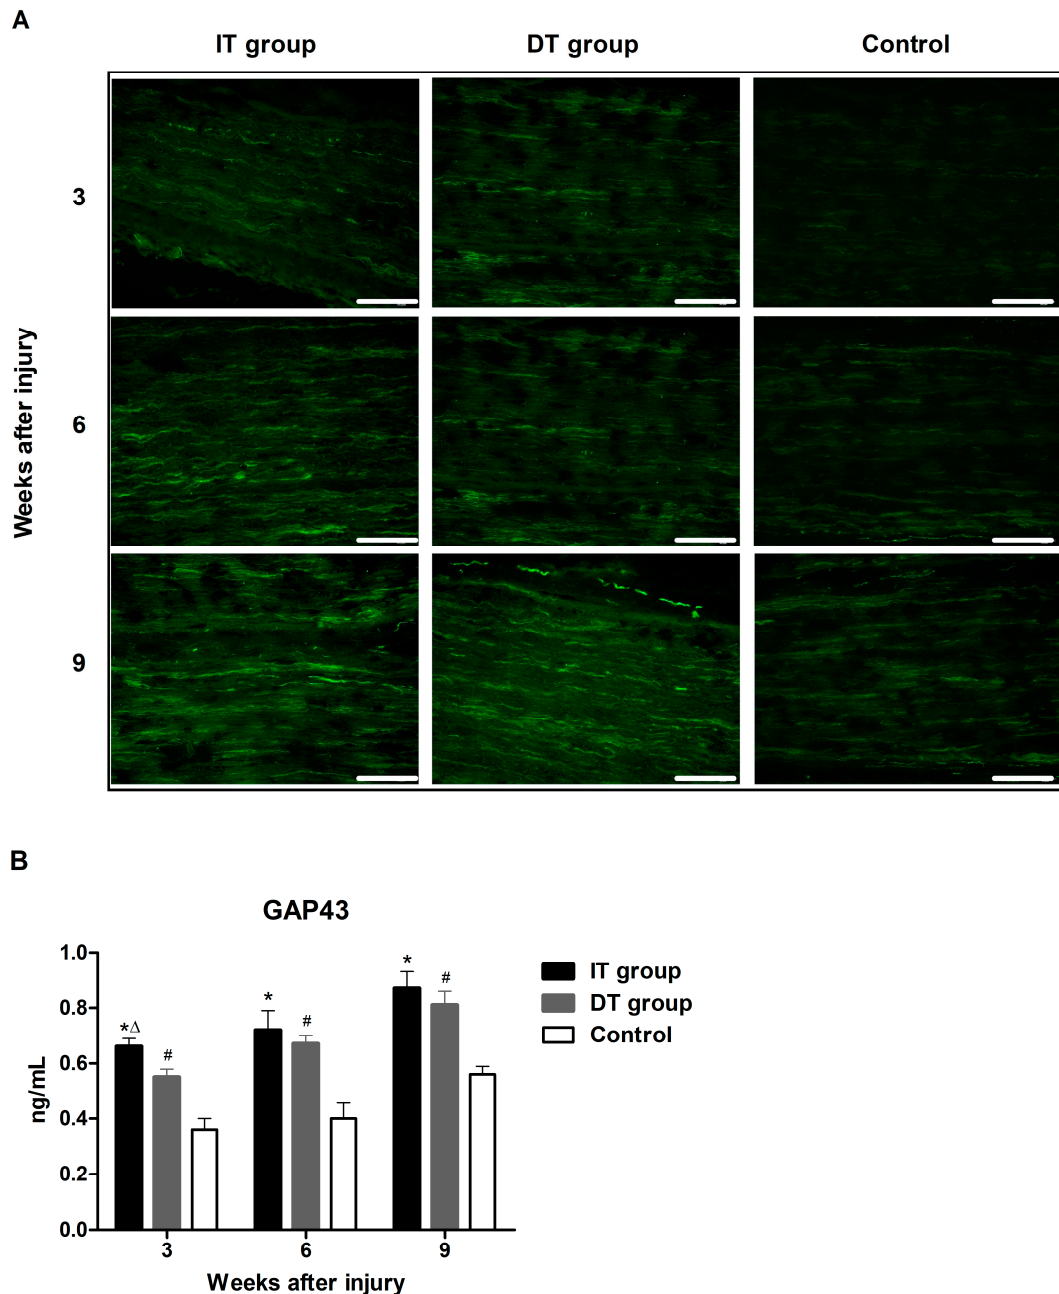 A
IT group
DT group
Control
Weeks after injury
3
6
9
B
GAP43
ng/mL
1.0
0.8
0.6
0.4
0.2
0.0
*Δ
#
*
#
*
#
3
6
9
Weeks after injury
IT group
DT group
Control